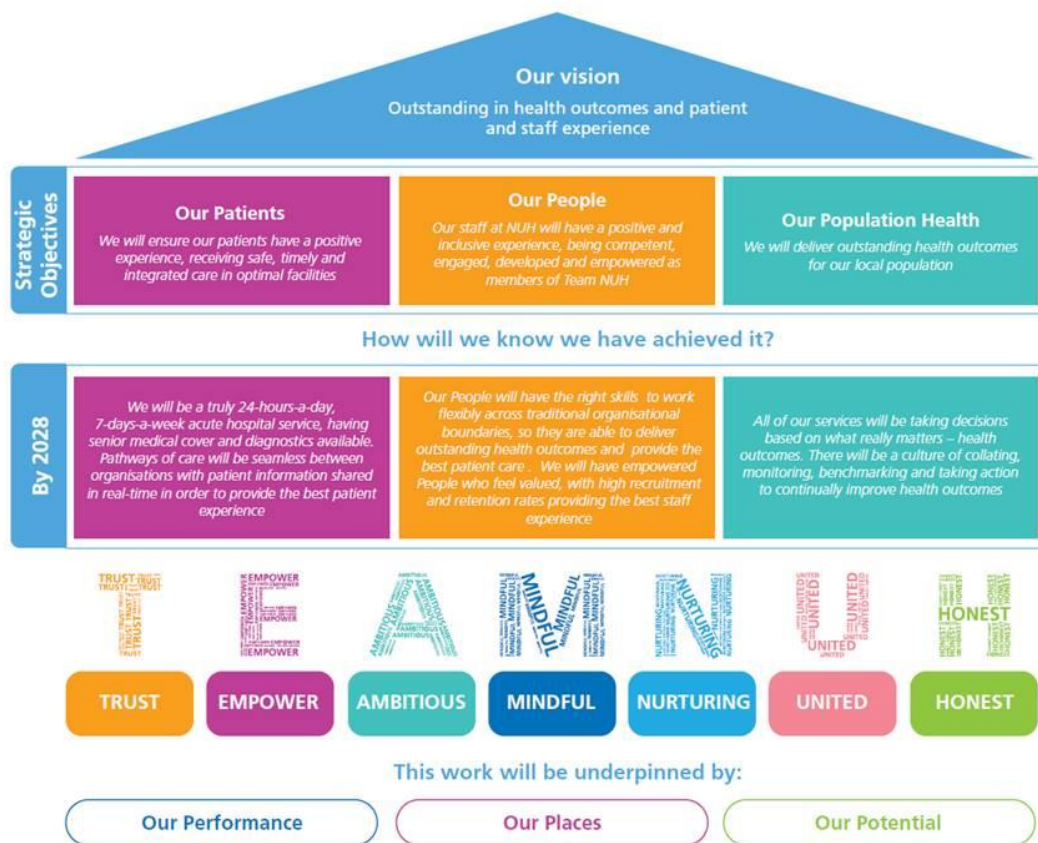 Our vision
Outstanding in health outcomes and patient
and staff experience
Strategic
Objectives
Our Patients
We will ensure our patients have a positive
experience, receiving safe, timely and
integrated care in optimal facilities
Our People
Our staff at NUH will have a positive and
inclusive experience, being competent,
engaged, developed and empowered as
members of Team NUH
Our Population Health
We will deliver outstanding health outcomes
for our local population
How will we know we have achieved it?
By 2028
We will be a truly 24-hours-a-day,
7-days-a-week acute hospital service, having
senior medical cover and diagnostics available.
Pathways of care will be seamless between
organisations with patient information shared
in real-time in order to provide the best patient
experience
Our People will have the right skills to work
flexibly across traditional organisational
boundaries, so they are able to deliver
outstanding health outcomes and provide the
best patient care . We will have empowered
People who feel valued, with high recruitment
and retention rates providing the best staff
experience
All of our services will be taking decisions
based on what really matters – health
outcomes. There will be a culture of collating,
monitoring, benchmarking and taking action
to continually improve health outcomes
T E A M N U H
TRUST EMPOWER AMBITIOUS MINDFUL NURTURING UNITED HONEST
This work will be underpinned by:
Our Performance
Our Places
Our Potential